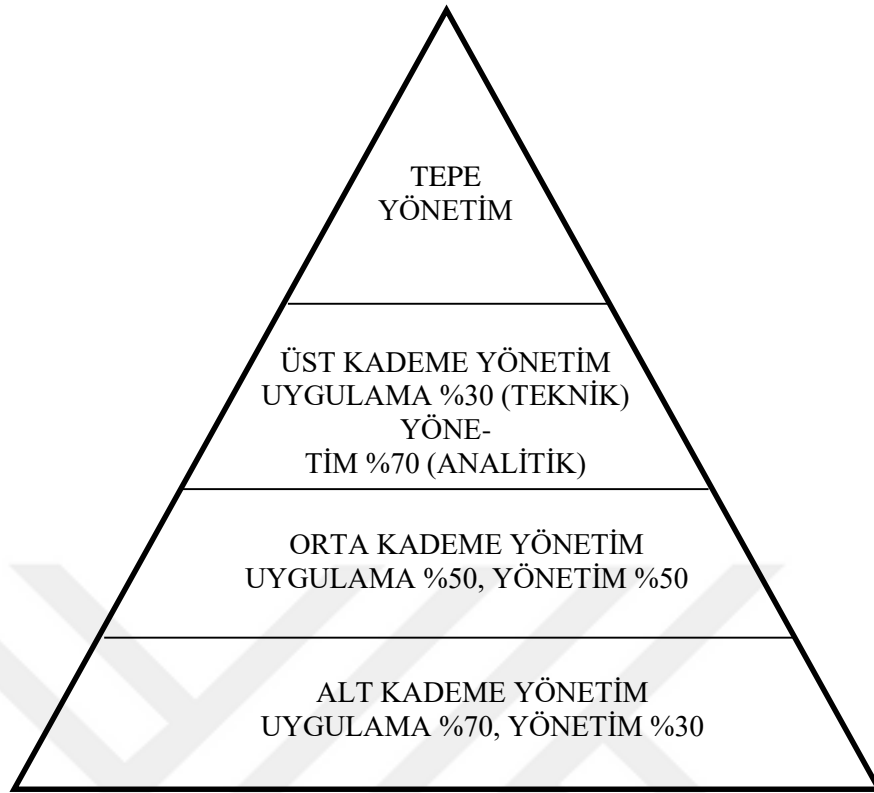 TEPE
YÖNETİM
ÜST KADEME YÖNETİM
UYGULAMA %30 (TEKNİK)
YÖNE-
TİM %70 (ANALİTİK)
ORTA KADEME YÖNETİM
UYGULAMA %50, YÖNETİM %50
ALT KADEME YÖNETİM
UYGULAMA %70, YÖNETİM %30